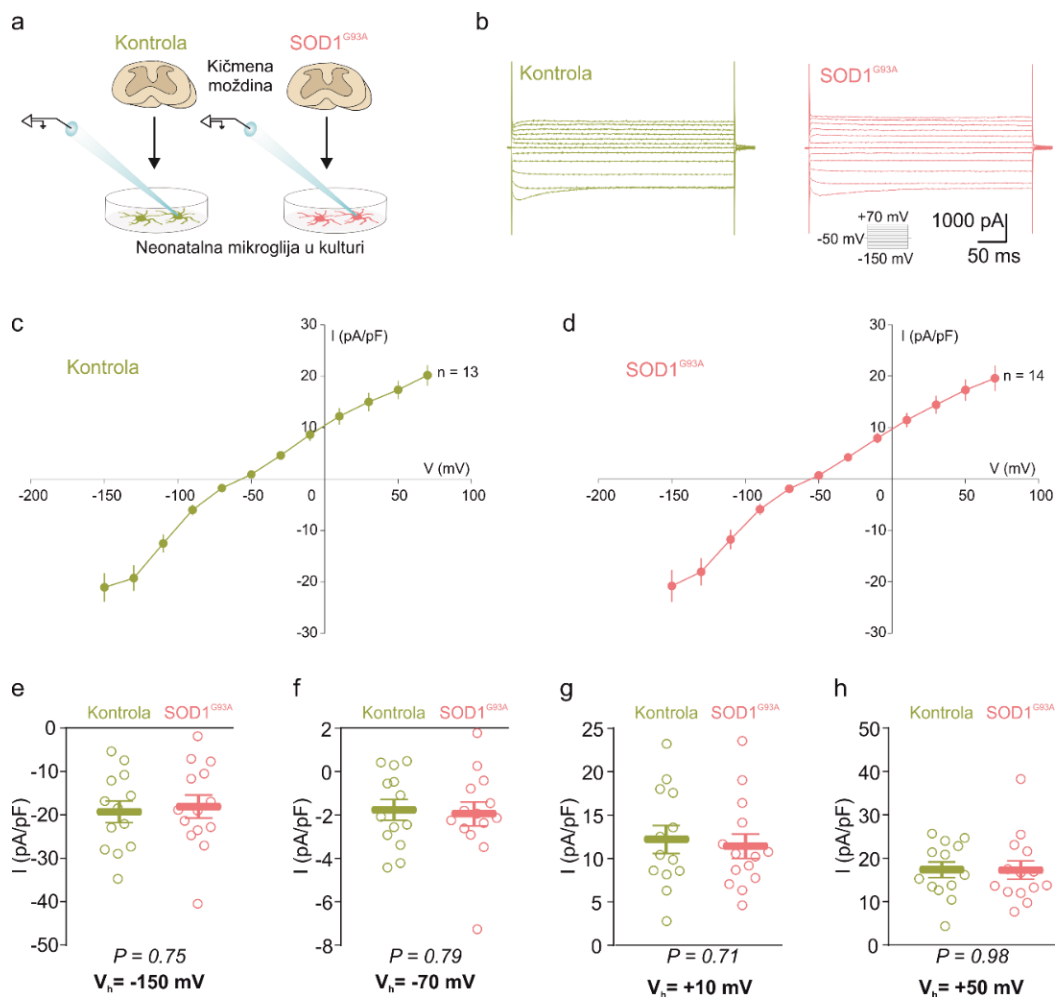 a
Kontrola
SOD1G93A
Kičmena
moždina
Neonatalna mikroglija u kulturi
b
Kontrola
SOD1G93A
+70 mV
-50 mV
-150 mV
1000 pA
50 ms
c
Kontrola
I (pA/pF)
n = 13
V (mV)
30
20
10
-10
-20
-30
-200
-150
-100
-50
0
50
100
d
SOD1G93A
I (pA/pF)
n = 14
V (mV)
30
20
10
-10
-20
-30
-200
-150
-100
-50
0
50
100
e
Kontrola
SOD1G93A
I (pA/pF)
0
-10
-20
-30
-40
-50
P = 0.75
Vh= -150 mV
f
Kontrola
SOD1G93A
I (pA/pF)
2
0
-2
-4
-6
-8
P = 0.79
Vh= -70 mV
g
Kontrola
SOD1G93A
I (pA/pF)
25
20
15
10
5
0
P = 0.71
Vh= +10 mV
h
Kontrola
SOD1G93A
I (pA/pF)
50
40
30
20
10
0
P = 0.98
Vh= +50 mV